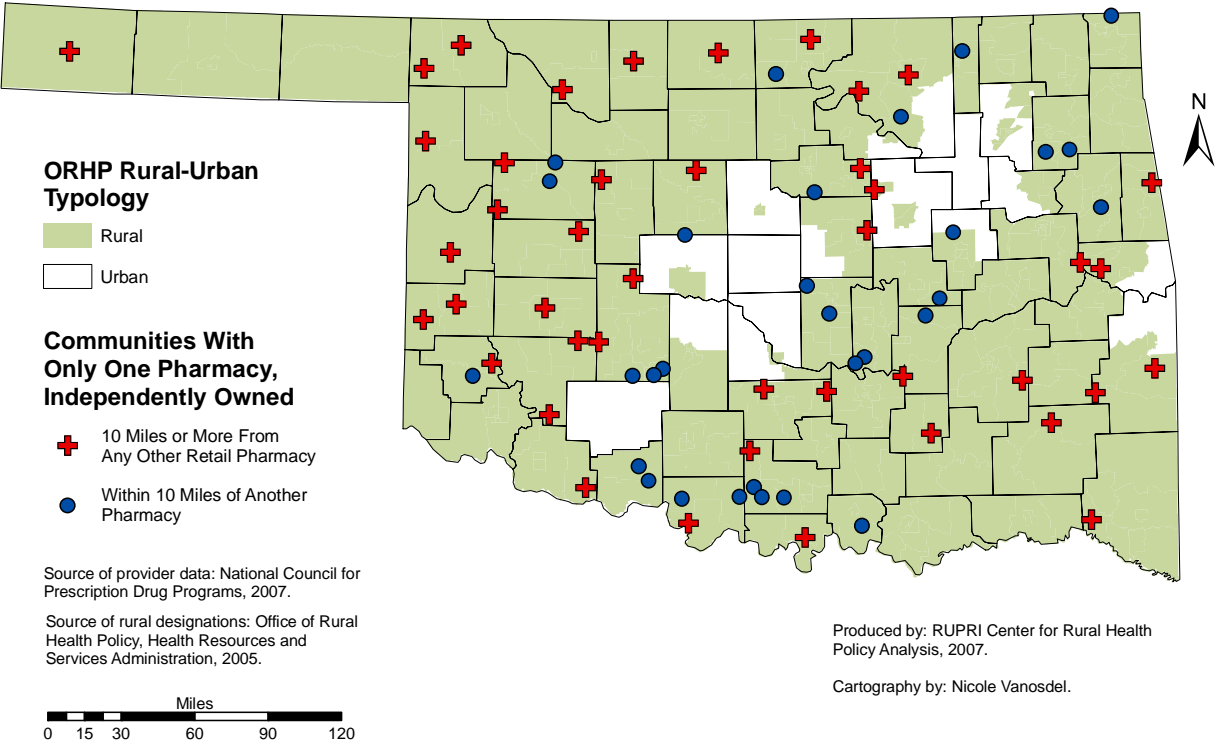 N
ORHP Rural-Urban
Typology
Rural
Urban
Communities With
Only One Pharmacy,
Independently Owned
10 Miles or More From
Any Other Retail Pharmacy
Within 10 Miles of Another
Pharmacy
Source of provider data: National Council for
Prescription Drug Programs, 2007.
Source of rural designations: Office of Rural
Health Policy, Health Resources and
Services Administration, 2005.
Miles
0 15 30 60 90 120
Produced by: RUPRI Center for Rural Health
Policy Analysis, 2007.
Cartography by: Nicole Vanosdel.